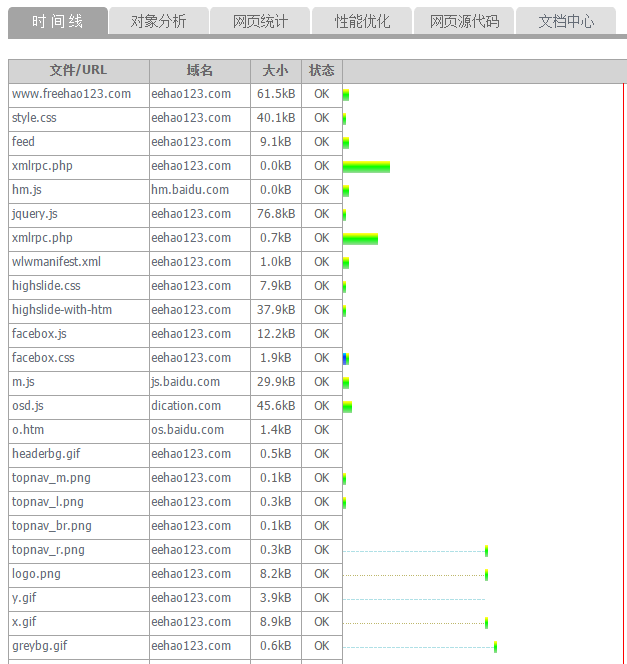 时间线 对象分析 网页统计 性能优化 网页源代码 文档中心
文件/URL 域名 大小 状态
www.freehao123.com eehao123.com 61.5kB OK
style.css eehao123.com 40.1kB OK
feed eehao123.com 9.1kB OK
xmlrpc.php eehao123.com 0.0kB OK
hm.js hm.baidu.com 0.0kB OK
jquery.js eehao123.com 76.8kB OK
xmlrpc.php eehao123.com 0.7kB OK
wlwmanifest.xml eehao123.com 1.0kB OK
highslide.css eehao123.com 7.9kB OK
highslide-with-htm eehao123.com 37.9kB OK
facebox.js eehao123.com 12.2kB OK
facebox.css eehao123.com 1.9kB OK
m.js js.baidu.com 29.9kB OK
osd.js dication.com 45.6kB OK
o.htm os.baidu.com 1.4kB OK
headerbg.gif eehao123.com 0.5kB OK
topnav_m.png eehao123.com 0.1kB OK
topnav_l.png eehao123.com 0.3kB OK
topnav_br.png eehao123.com 0.1kB OK
topnav_r.png eehao123.com 0.3kB OK
logo.png eehao123.com 8.2kB OK
y.gif eehao123.com 3.9kB OK
x.gif eehao123.com 8.9kB OK
greybg.gif eehao123.com 0.6kB OK